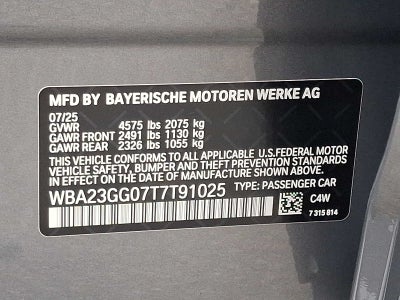 MFD BY BAYERISCHE MOTOREN WERKE AG
07/25
GVWR 4575 lbs 2075 kg
GAWR FRONT 2491 lbs 1130 kg
GAWR REAR 2326 lbs 1055 kg
THIS VEHICLE CONFORMS TO ALL APPLICABLE U.S.FEDERAL MOTOR
VEHICLE SAFETY, BUMPER, AND THEFT PREVENTION STANDARDS
IN EFFECT ON THE DATE OF MANUFACTURE SHOWN ABOVE.
WBA23GG07T7T91025 TYPE: PASSENGER CAR
C4W
7 315 814